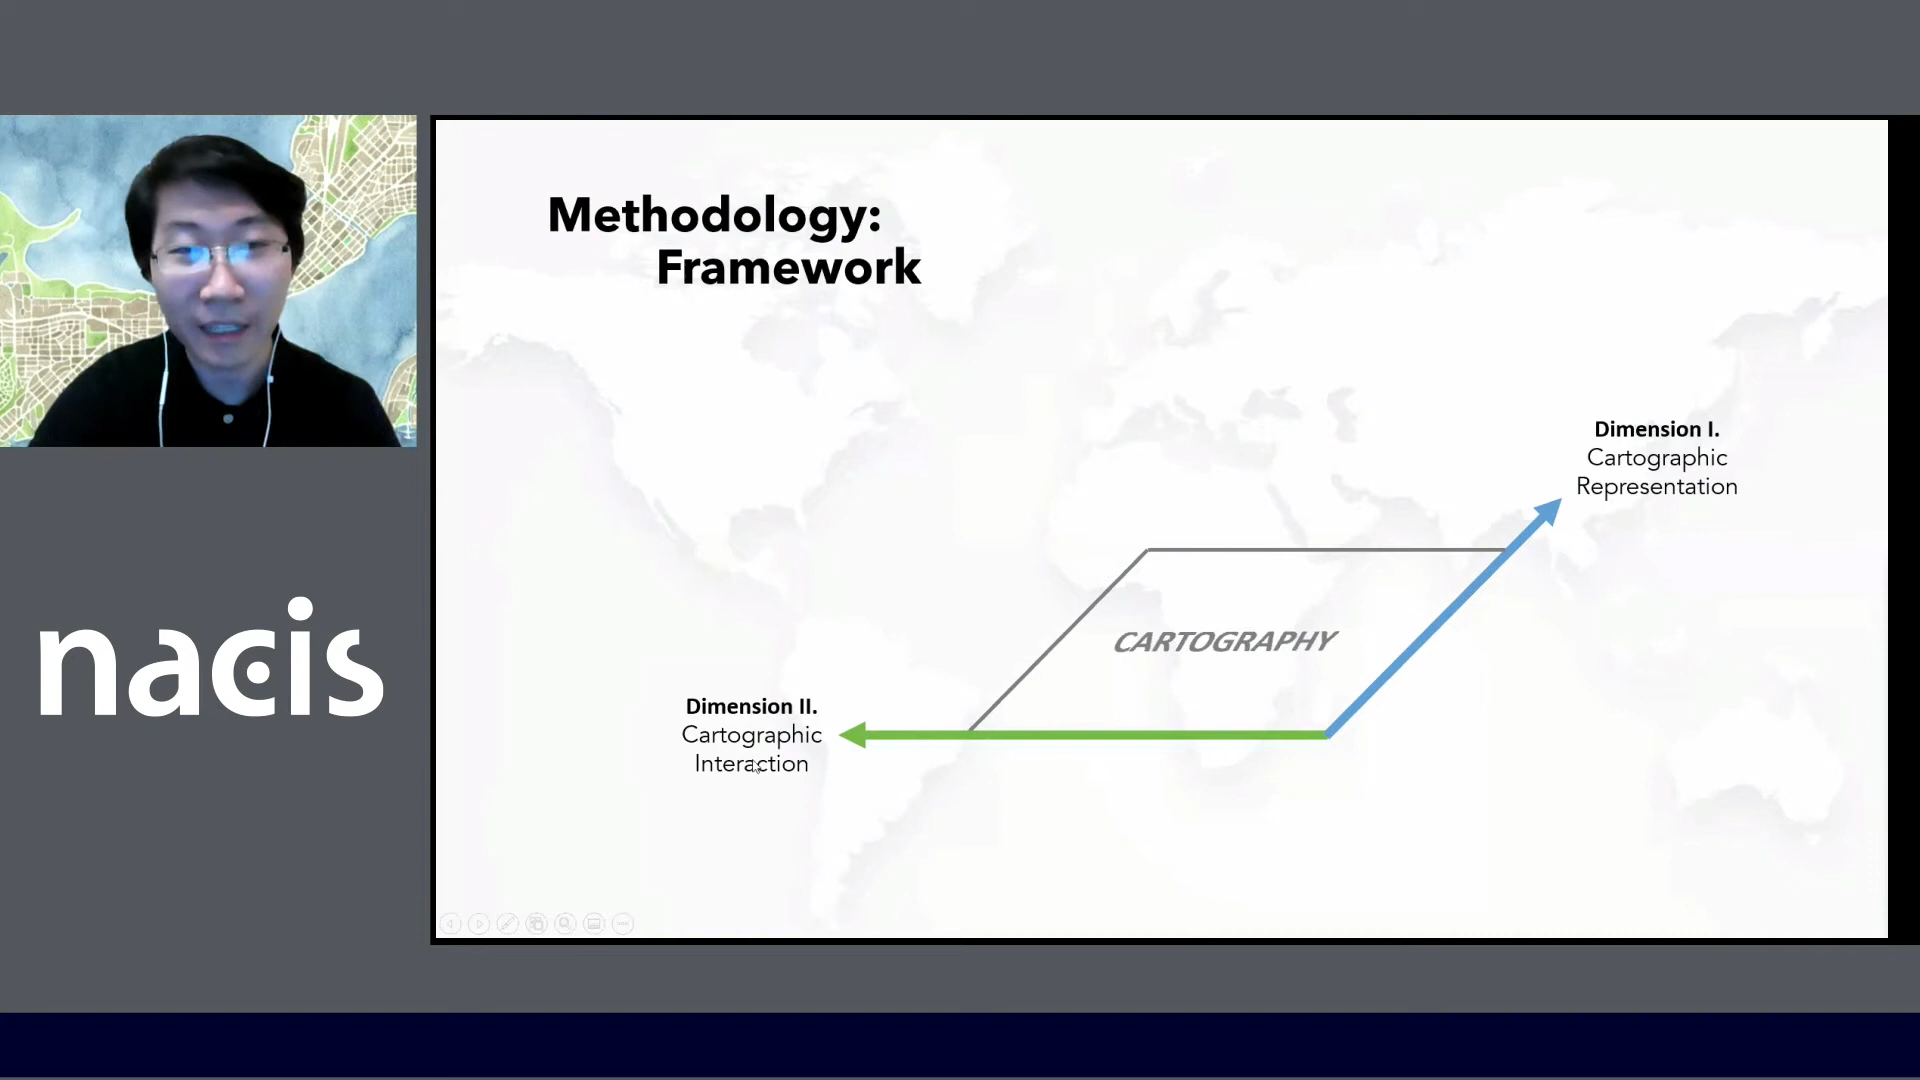 Methodology:
Framework
Dimension I.
Cartographic
Representation
CARTOGRAPHY
Dimension II.
Cartographic
Interaction
nacis